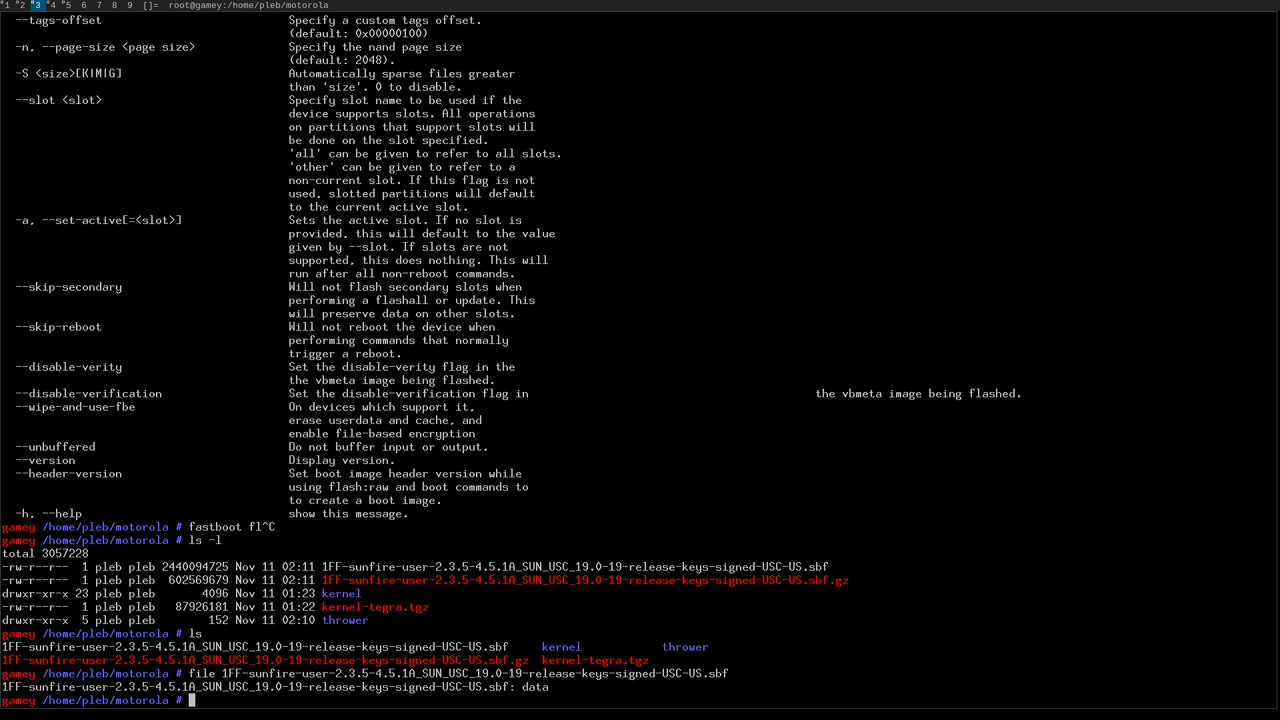 1 2 3 4 5 6 7 8 9 []= root@gamey:/home/pleb/motorola
--tags-offset Specify a custom tags offset.
(default: 0x00000100)
-n, --page-size <page size> Specify the nand page size
(default: 2048).
-S <size>[K|M|G] Automatically sparse files greater
than 'size'. 0 to disable.
--slot <slot> Specify slot name to be used if the
device supports slots. All operations
on partitions that support slots will
be done on the slot specified.
'all' can be given to refer to all slots.
'other' can be given to refer to a
non-current slot. If this flag is not
used, slotted partitions will default
to the current active slot.
-a, --set-active[=<slot>] Sets the active slot. If no slot is
provided, this will default to the value
given by --slot. If slots are not
supported, this does nothing. This will
run after all non-reboot commands.
--skip-secondary Will not flash secondary slots when
performing a flashall or update. This
will preserve data on other slots.
--skip-reboot Will not reboot the device when
performing commands that normally
trigger a reboot.
--disable-verity Set the disable-verity flag in the
the vbmeta image being flashed.
--disable-verification Set the disable-verification flag in the vbmeta image being flashed.
--wipe-and-use-fbe On devices which support it,
erase userdata and cache, and
enable file-based encryption
--unbuffered Do not buffer input or output.
--version Display version.
--header-version Set boot image header version while
using flash:raw and boot commands to
to create a boot image.
-h, --help show this message.
gamey /home/pleb/motorola # fastboot fl^C
gamey /home/pleb/motorola # ls -l
total 3057228
-rw-r--r-- 1 pleb pleb 2440094725 Nov 11 02:11 1FF-sunfire-user-2.3.5-4.5.1A_SUN_USC_19.0-19-release-keys-signed-USC-US.sbf
-rw-r--r-- 1 pleb pleb 602569679 Nov 11 02:11 1FF-sunfire-user-2.3.5-4.5.1A_SUN_USC_19.0-19-release-keys-signed-USC-US.sbf.gz
drwxr-xr-x 23 pleb pleb 4096 Nov 11 01:23 kernel
-rw-r--r-- 1 pleb pleb 87926181 Nov 11 01:22 kernel-tegra.tgz
drwxr-xr-x 5 pleb pleb 152 Nov 11 02:10 thrower
gamey /home/pleb/motorola # ls
1FF-sunfire-user-2.3.5-4.5.1A_SUN_USC_19.0-19-release-keys-signed-USC-US.sbf kernel thrower
1FF-sunfire-user-2.3.5-4.5.1A_SUN_USC_19.0-19-release-keys-signed-USC-US.sbf.gz kernel-tegra.tgz
gamey /home/pleb/motorola # file 1FF-sunfire-user-2.3.5-4.5.1A_SUN_USC_19.0-19-release-keys-signed-USC-US.sbf
1FF-sunfire-user-2.3.5-4.5.1A_SUN_USC_19.0-19-release-keys-signed-USC-US.sbf: data
gamey /home/pleb/motorola #